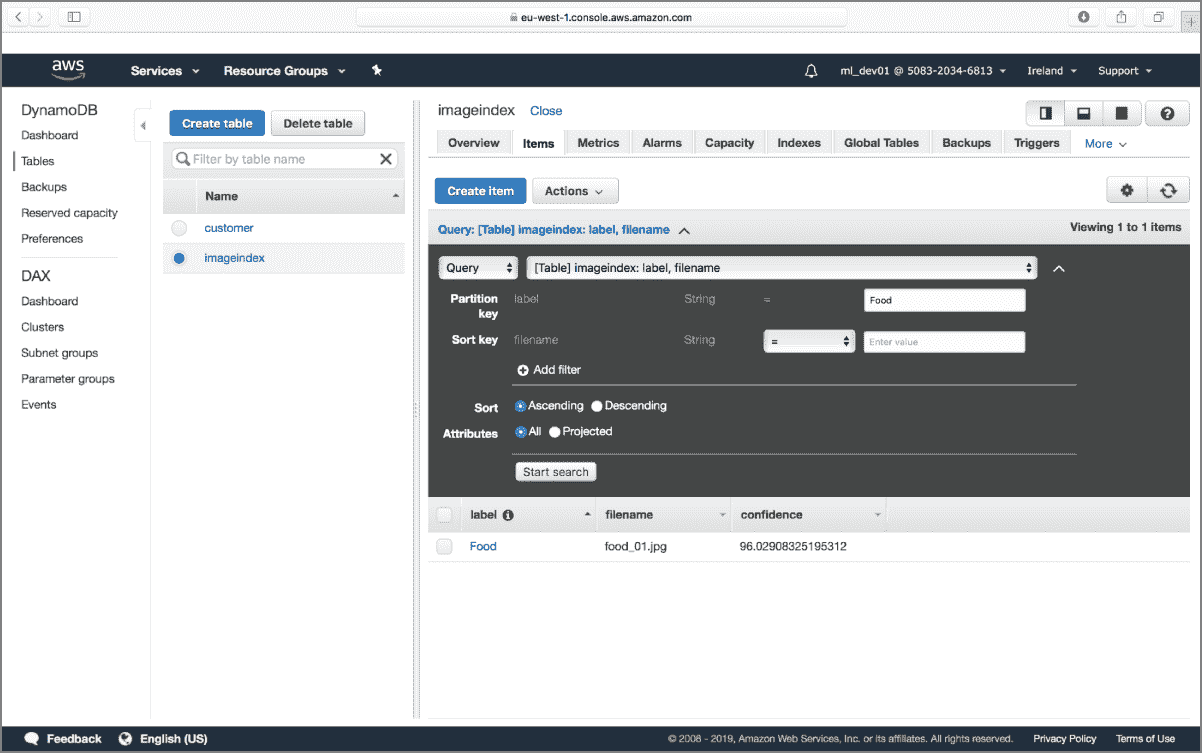 eu-west-1.console.aws.amazon.com
aws Services Resource Groups ml_dev01 @ 5083-2034-6813 Ireland Support
DynamoDB
Dashboard
Tables
Backups
Reserved capacity
Preferences
DAX
Dashboard
Clusters
Subnet groups
Parameter groups
Events
Create table Delete table
Filter by table name
Name
customer
imageindex
imageindex Close
Overview Items Metrics Alarms Capacity Indexes Global Tables Backups Triggers More
Create item Actions
Query: [Table] imageindex: label, filename Viewing 1 to 1 items
Query [Table] imageindex: label, filename
Partition key label String = Food
Sort key filename String = Enter value
Add filter
Sort Ascending Descending
Attributes All Projected
Start search
label filename confidence
Food food_01.jpg 96.02908325195312
Feedback English (US) © 2008 - 2019, Amazon Web Services, Inc. or its affiliates. All rights reserved. Privacy Policy Terms of Use